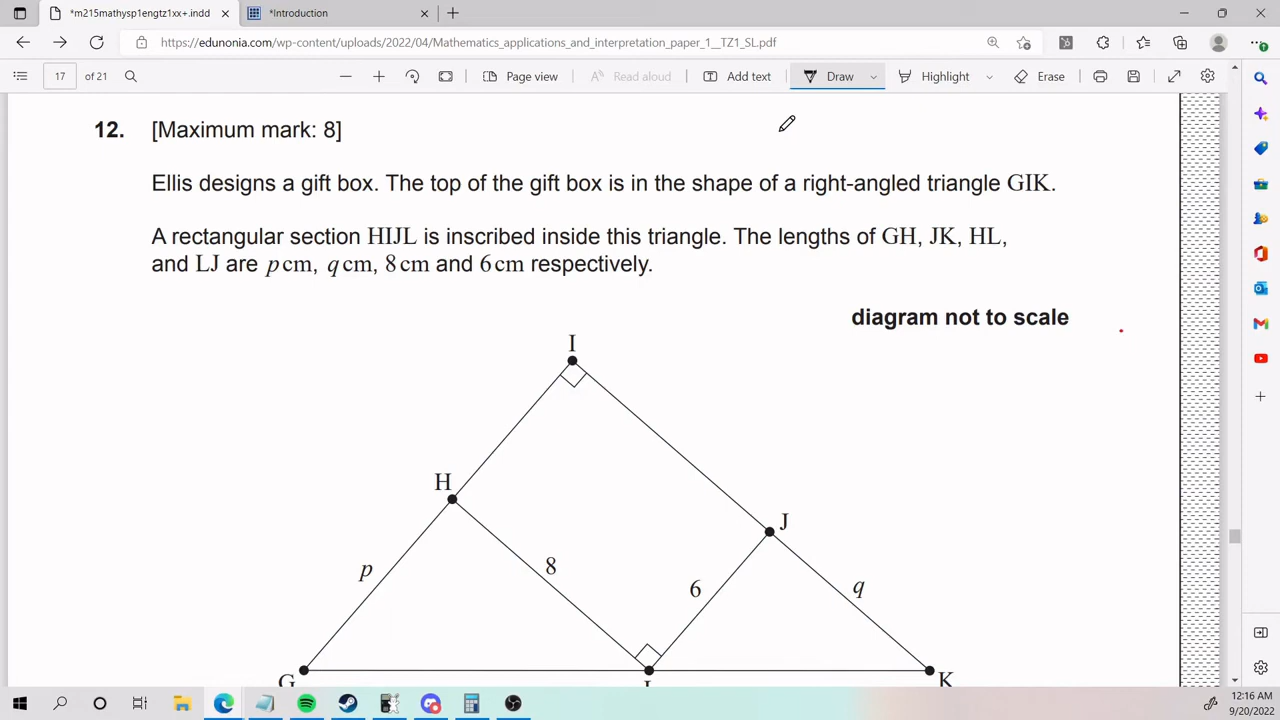 *m215mathysp1engtz1xx+.indd
*Introduction
https://edunonia.com/wp-content/uploads/2022/04/Mathematics_applications_and_interpretation_paper_1__TZ1_SL.pdf
17 of 21
Page view
Read aloud
Add text
Draw
Highlight
Erase
12. [Maximum mark: 8]
Ellis designs a gift box. The top of the gift box is in the shape of a right-angled triangle GIK.
A rectangular section HIJL is inscribed inside this triangle. The lengths of GH, JK, HL,
and LJ are p cm, q cm, 8 cm and 6 cm respectively.
diagram not to scale
I
H
J
p
8
6
q
G
K
12:16 AM
9/20/2022